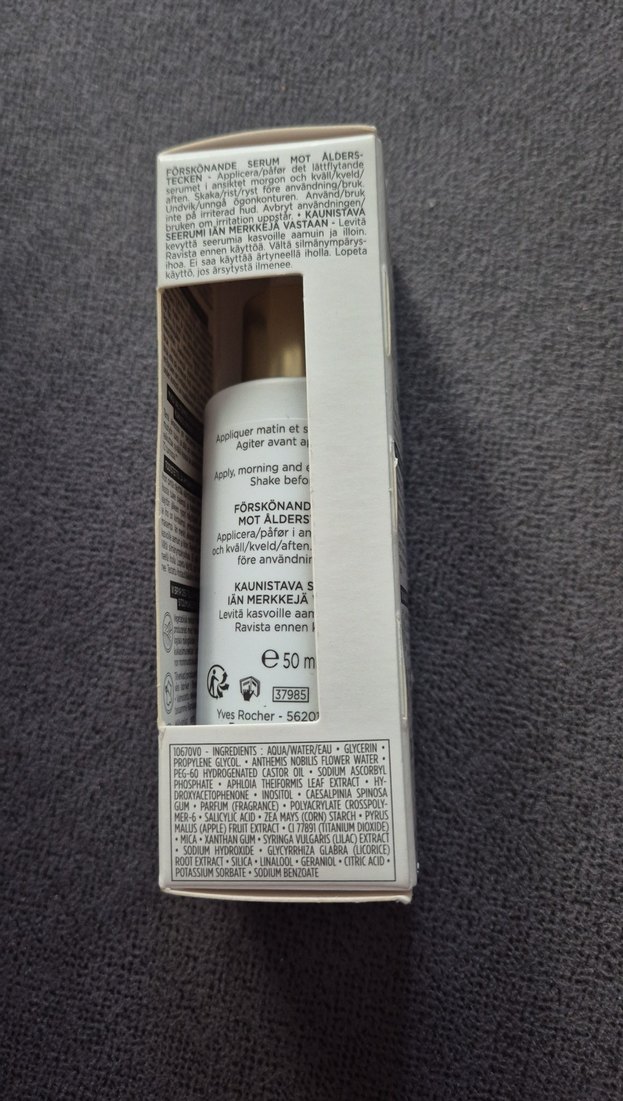 FÖRSKÖNANDE SERUM MOT ÅLDERS-
TECKEN - Applicera/påfør det lättflytande
serumet i ansiktet morgon och kväll/kveld/
aften. Skaka/rist/ryst före användning/bruk.
Undvik/unngå ögonkonturen. Använd/bruk
inte på irriterad hud. Avbryt användningen/
bruken om irritation uppstår. • KAUNISTAVA
SEERUMI IÄN MERKKEJÄ VASTAAN - Levitä
kevyttä seerumia kasvoille aamuin ja illoin.
Ravista ennen käyttöä. Vältä silmänympärys-
ihoa. Ei saa käyttää ärtyneellä iholla. Lopeta
käyttö, jos ärsytystä ilmenee.
Appliquer matin et s
Agiter avant ap
Apply, morning and e
Shake befo
FÖRSKÖNAND
MOT ÅLDERS
Applicera/påfør i an
och kväll/kveld/aften.
före användnin
KAUNISTAVA S
IÄN MERKKEJÄ
Levitä kasvoille aam
Ravista ennen k
e 50 m
37985
Yves Rocher - 56201
10670V0 - INGREDIENTS : AQUA/WATER/EAU • GLYCERIN •
PROPYLENE GLYCOL • ANTHEMIS NOBILIS FLOWER WATER •
PEG-60 HYDROGENATED CASTOR OIL • SODIUM ASCORBYL
PHOSPHATE • APHLOIA THEIFORMIS LEAF EXTRACT • HY-
DROXYACETOPHENONE • INOSITOL • CAESALPINIA SPINOSA
GUM • PARFUM (FRAGRANCE) • POLYACRYLATE CROSSPOLY-
MER-6 • SALICYLIC ACID • ZEA MAYS (CORN) STARCH • PYRUS
MALUS (APPLE) FRUIT EXTRACT • CI 77891 (TITANIUM DIOXIDE)
• MICA • XANTHAN GUM • SYRINGA VULGARIS (LILAC) EXTRACT
• SODIUM HYDROXIDE • GLYCYRRHIZA GLABRA (LICORICE)
ROOT EXTRACT • SILICA • LINALOOL • GERANIOL • CITRIC ACID •
POTASSIUM SORBATE • SODIUM BENZOATE